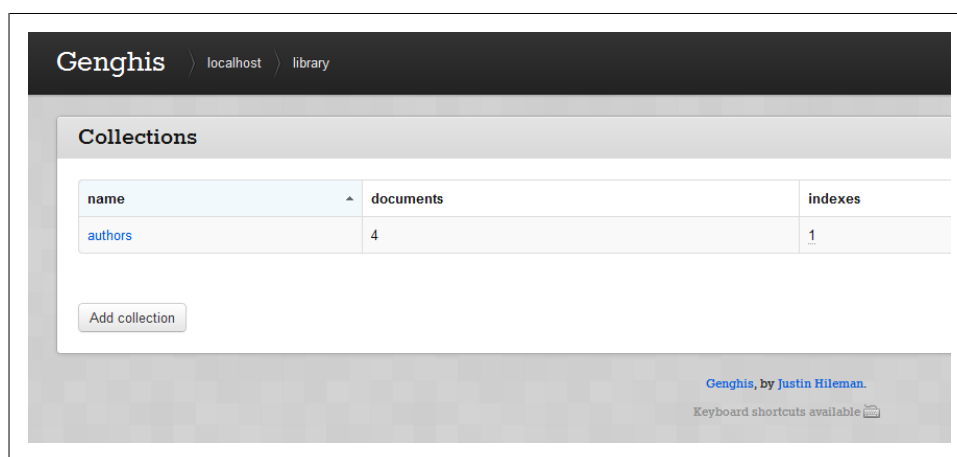 Genghis localhost library
Collections
name documents indexes
authors 4 1
Add collection
Genghis, by Justin Hileman.
Keyboard shortcuts available